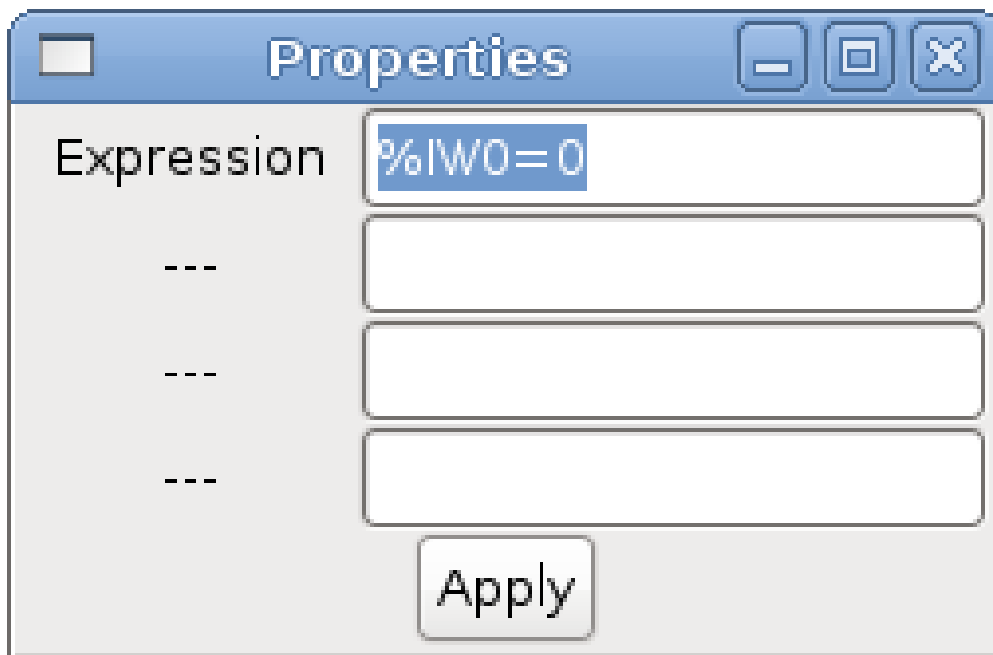 Properties
Expression %IW0=0
---
---
---
Apply